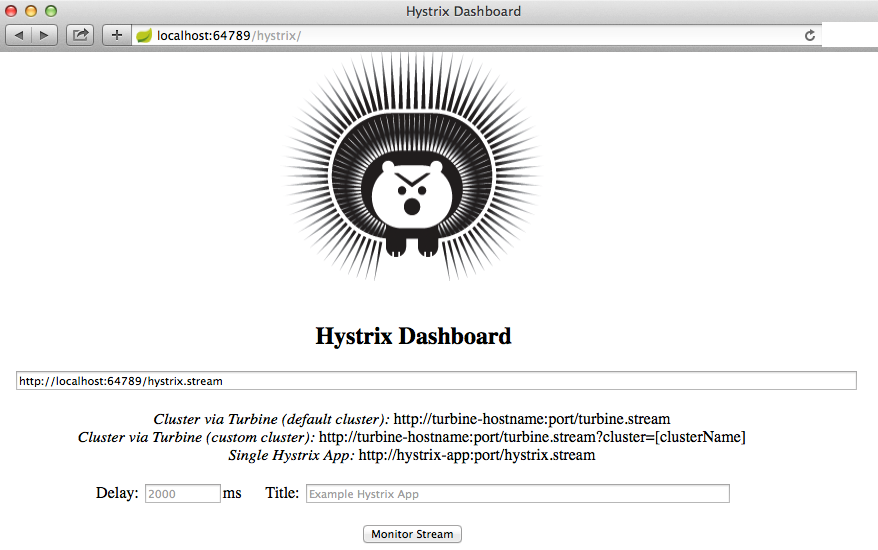 Hystrix Dashboard
localhost:64789/hystrix/
Hystrix Dashboard
http://localhost:64789/hystrix.stream
Cluster via Turbine (default cluster): http://turbine-hostname:port/turbine.stream
Cluster via Turbine (custom cluster): http://turbine-hostname:port/turbine.stream?cluster=[clusterName]
Single Hystrix App: http://hystrix-app:port/hystrix.stream
Delay: 2000 ms Title: Example Hystrix App
Monitor Stream